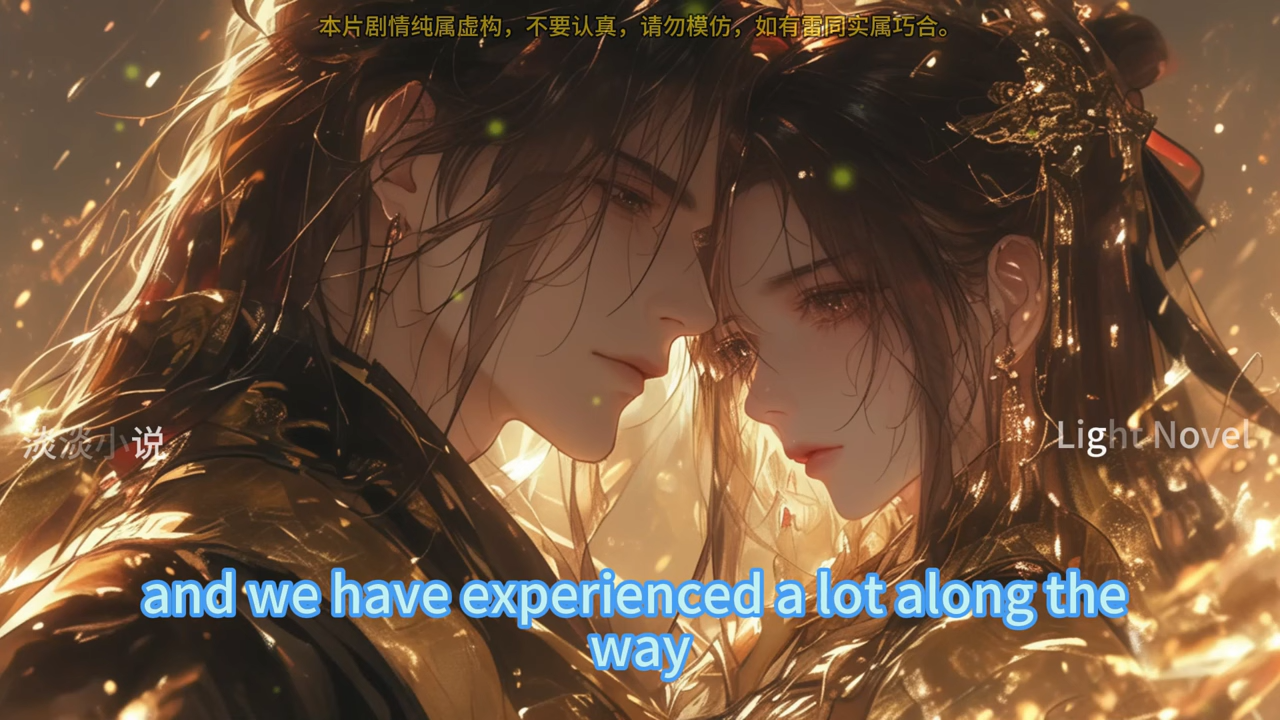 本片剧情纯属虚构，不要认真，请勿模仿，如有雷同实属巧合。
淡淡小说
Light Novel
and we have experienced a lot along the
way